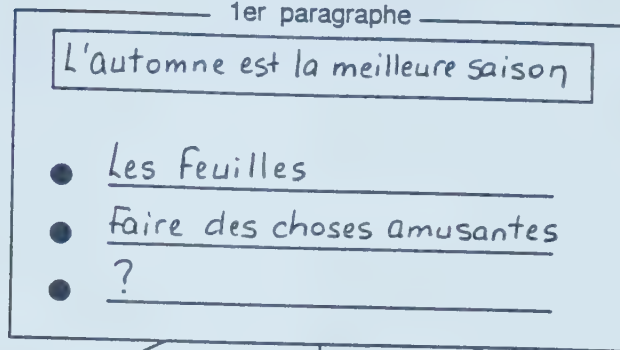 1er paragraphe
L'automne est la meilleure saison
Les feuilles
Faire des choses amusantes
?